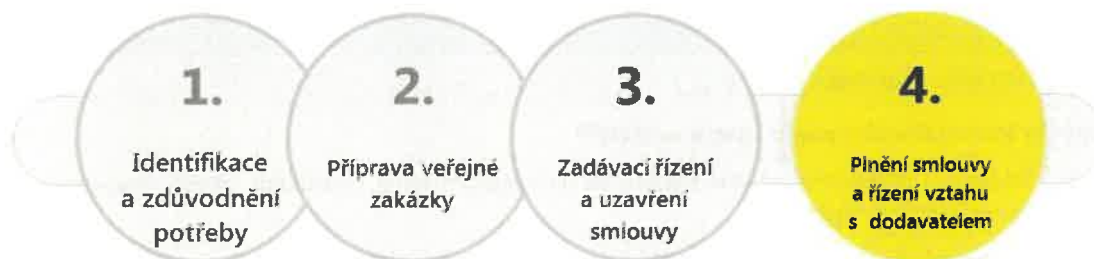 1.
Identifikace
a zdůvodnění
potřeby
2.
Příprava veřejné
zakázky
3.
Zadávací řízení
a uzavření
smlouvy
4.
Plnění smlouvy
a řízení vztahu
s dodavatelem